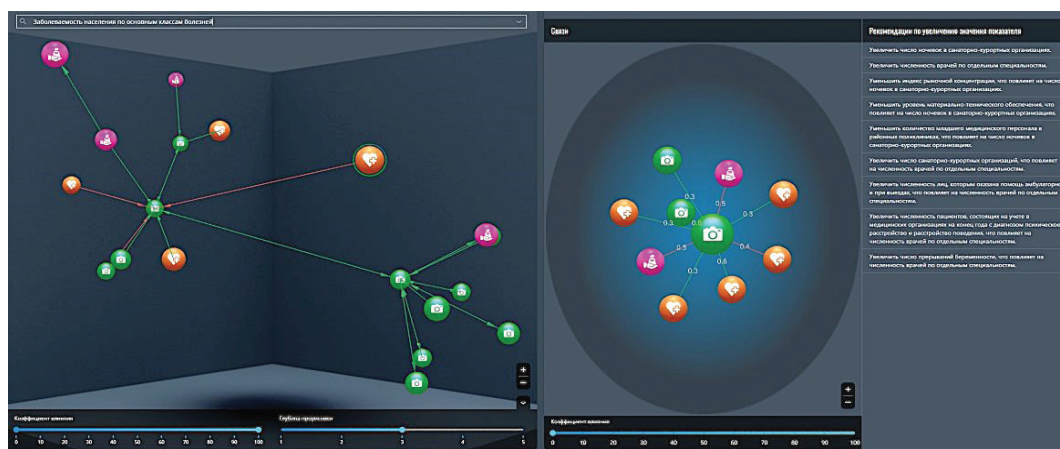 Заболеваемость населения по основным классам болезней
Коэффициент влияния
0 10 20 30 40 50 60 70 80 90 100
Глубина прорисовки
1 2 3 4 5
Связи
0.3
0.5
0.3
0.3
0.6
0.5
0.4
0.3
0.6
Коэффициент влияния
0 10 20 30 40 50 60 70 80 90 100
Рекомендации по увеличению значения показателя
Увеличить число ночевок в санаторно-курортных организациях.
Увеличить численность врачей по отдельным специальностям.
Уменьшить индекс рыночной концентрации, что повлияет на число
ночевок в санаторно-курортных организациях.
Уменьшить уровень материально-технического обеспечения, что
повлияет на число ночевок в санаторно-курортных организациях.
Уменьшить количество младшего медицинского персонала в
районных поликлиниках, что повлияет на число ночевок в
санаторно-курортных организациях.
Увеличить число санаторно-курортных организаций, что повлияет
на численность врачей по отдельным специальностям.
Увеличить численность лиц, которым оказана помощь амбулаторно
и при выездах, что повлияет на численность врачей по отдельным
специальностям.
Увеличить численность пациентов, состоящих на учете в
медицинских организациях на конец года с диагнозом психическое
расстройство и расстройство поведения, что повлияет на
численность врачей по отдельным специальностям.
Увеличить число прерываний беременности, что повлияет на
численность врачей по отдельным специальностям.